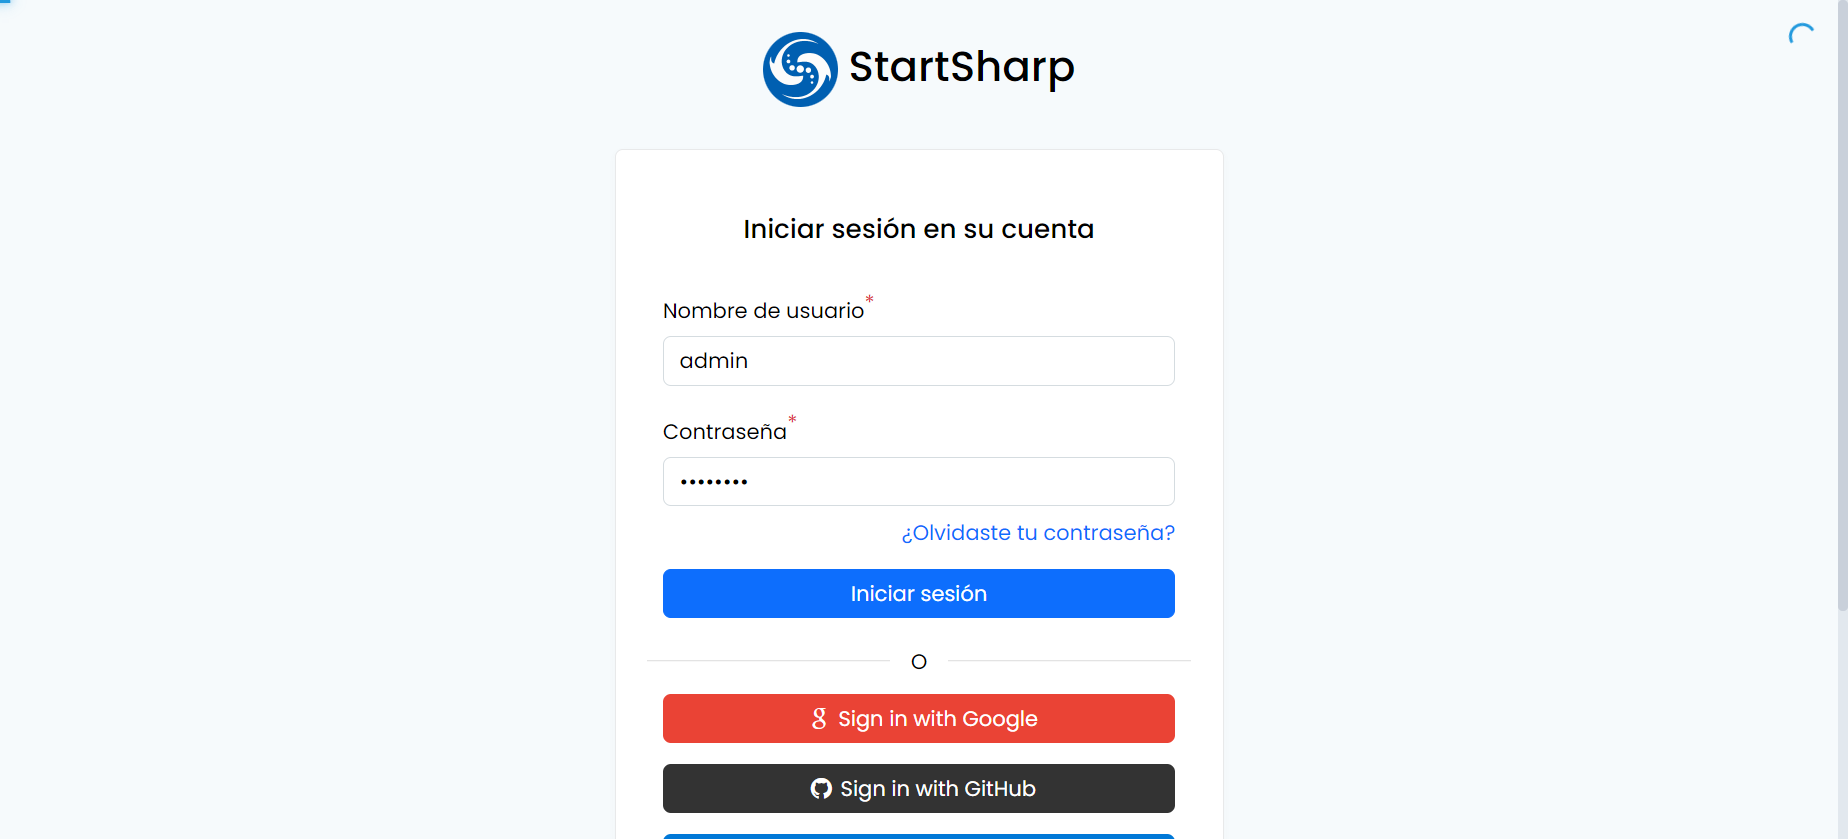 StartSharp
Iniciar sesión en su cuenta
Nombre de usuario*
admin
Contraseña*
••••••••
¿Olvidaste tu contraseña?
Iniciar sesión
O
Sign in with Google
Sign in with GitHub